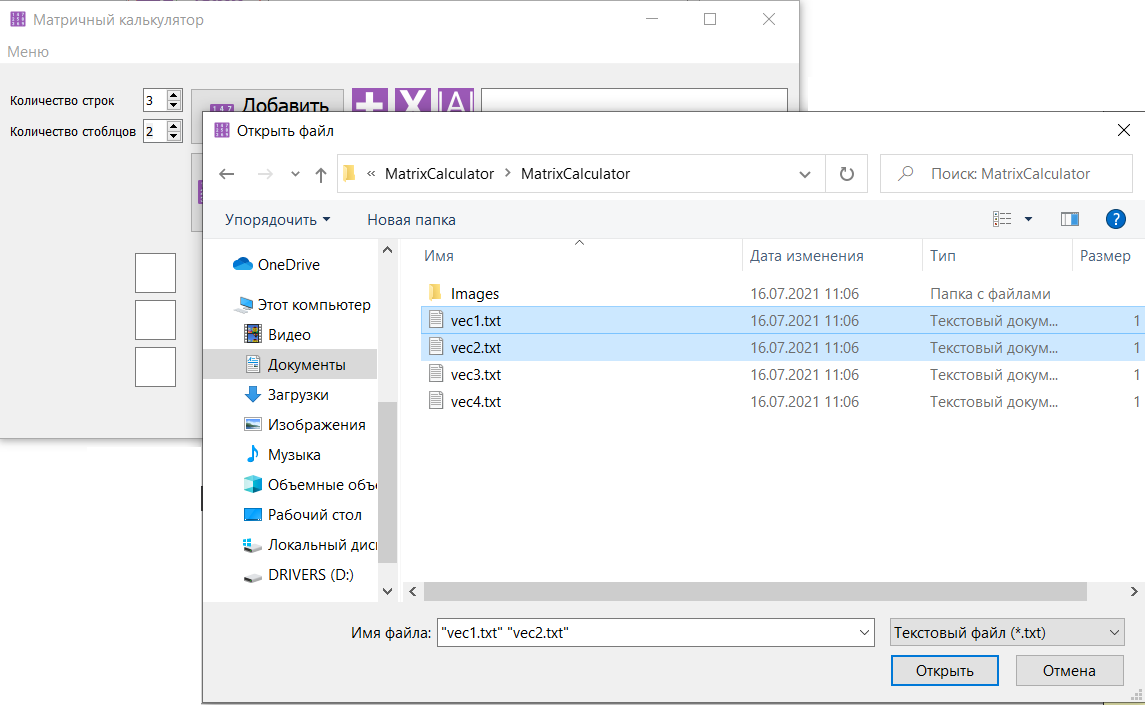 Матричный калькулятор
Меню
Количество строк 3
Добавить
Количество стоблцов 2
Открыть файл
« MatrixCalculator > MatrixCalculator
Поиск: MatrixCalculator
Упорядочить
Новая папка
Имя
Дата изменения
Тип
Размер
OneDrive
Этот компьютер
Видео
Документы
Загрузки
Изображения
Музыка
Объемные объ
Рабочий стол
Локальный дис
DRIVERS (D:)
Images 16.07.2021 11:06 Папка с файлами
vec1.txt 16.07.2021 11:06 Текстовый докум... 1
vec2.txt 16.07.2021 11:06 Текстовый докум... 1
vec3.txt 16.07.2021 11:06 Текстовый докум... 1
vec4.txt 16.07.2021 11:06 Текстовый докум... 1
Имя файла: "vec1.txt" "vec2.txt"
Текстовый файл (*.txt)
Открыть
Отмена